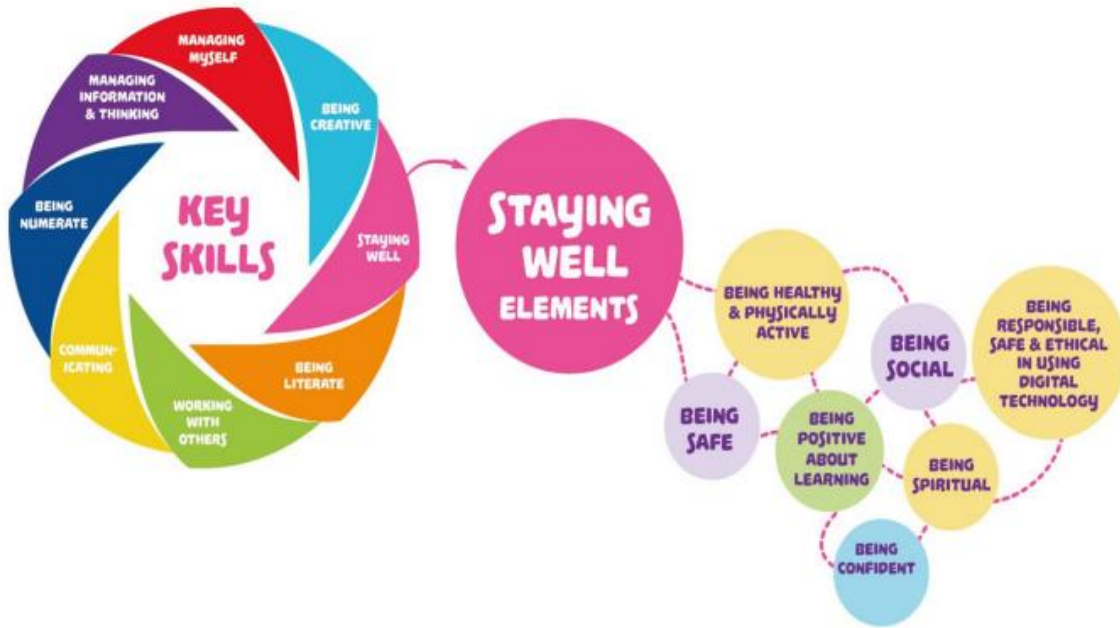 MANAGING
MYSELF
BEING
CREATIVE
STAYING
WELL
BEING
LITERATE
WORKING
WITH
OTHERS
COMMUN-
ICATING
BEING
NUMERATE
MANAGING
INFORMATION
& THINKING
KEY
SKILLS
STAYING
WELL
ELEMENTS
BEING HEALTHY
& PHYSICALLY
ACTIVE
BEING
SAFE
BEING
POSITIVE
ABOUT
LEARNING
BEING
SOCIAL
BEING
RESPONSIBLE,
SAFE & ETHICAL
IN USING
DIGITAL
TECHNOLOGY
BEING
SPIRITUAL
BEING
CONFIDENT